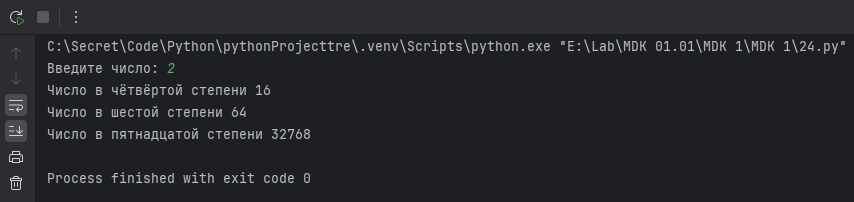 C:\Secret\Code\Python\pythonProjecttre\.venv\Scripts\python.exe "E:\Lab\MDK 01.01\MDK 1\MDK 1\24.py"
Введите число: 2
Число в чётвёртой степени 16
Число в шестой степени 64
Число в пятнадцатой степени 32768
Process finished with exit code 0